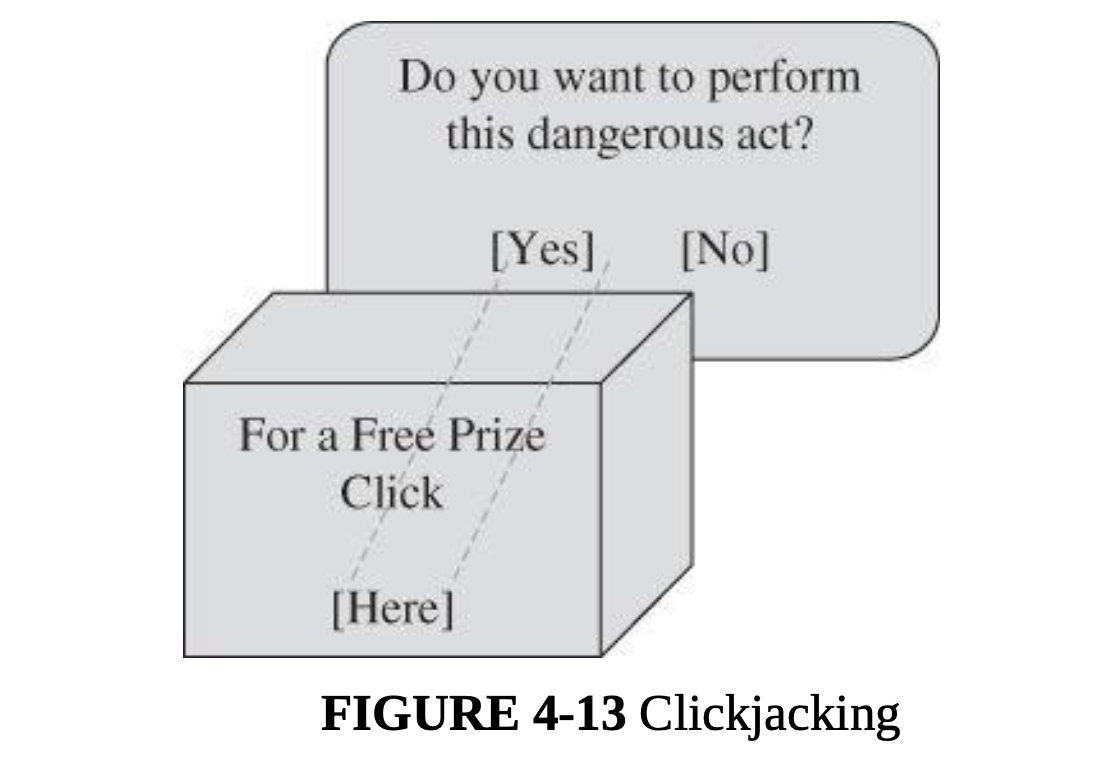 Do you want to perform
this dangerous act?
[Yes] [No]
For a Free Prize
Click
[Here]
FIGURE 4-13 Clickjacking